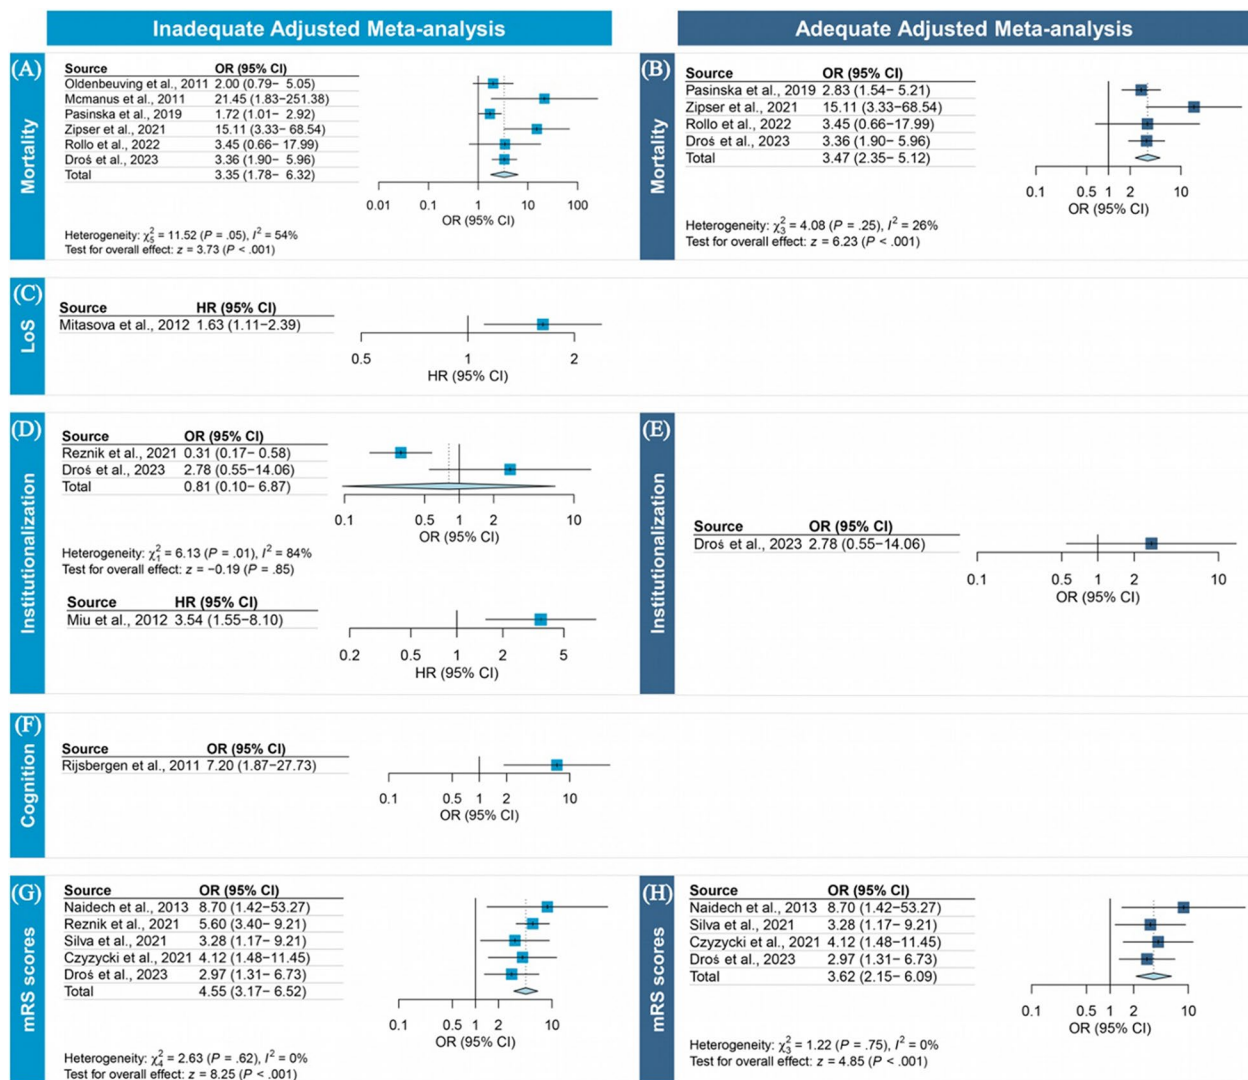 Inadequate Adjusted Meta-analysis
Adequate Adjusted Meta-analysis
(A)
Mortality
Source OR (95% CI)
Oldenbeuving et al., 2011 2.00 (0.79− 5.05)
Mcmanus et al., 2011 21.45 (1.83−251.38)
Pasinska et al., 2019 1.72 (1.01− 2.92)
Zipser et al., 2021 15.11 (3.33− 68.54)
Rollo et al., 2022 3.45 (0.66− 17.99)
Droś et al., 2023 3.36 (1.90− 5.96)
Total 3.35 (1.78− 6.32)
0.01 0.1 1 10 100
OR (95% CI)
Heterogeneity: χ²₅ = 11.52 (P = .05), I² = 54%
Test for overall effect: z = 3.73 (P < .001)
(B)
Mortality
Source OR (95% CI)
Pasinska et al., 2019 2.83 (1.54− 5.21)
Zipser et al., 2021 15.11 (3.33−68.54)
Rollo et al., 2022 3.45 (0.66−17.99)
Droś et al., 2023 3.36 (1.90− 5.96)
Total 3.47 (2.35− 5.12)
0.1 0.5 1 2 10
OR (95% CI)
Heterogeneity: χ²₃ = 4.08 (P = .25), I² = 26%
Test for overall effect: z = 6.23 (P < .001)
(C)
LoS
Source HR (95% CI)
Mitasova et al., 2012 1.63 (1.11−2.39)
0.5 1 2
HR (95% CI)
(D)
Institutionalization
Source OR (95% CI)
Reznik et al., 2021 0.31 (0.17− 0.58)
Droś et al., 2023 2.78 (0.55−14.06)
Total 0.81 (0.10− 6.87)
0.1 0.5 1 2 10
OR (95% CI)
Heterogeneity: χ²₁ = 6.13 (P = .01), I² = 84%
Test for overall effect: z = −0.19 (P = .85)
Source HR (95% CI)
Miu et al., 2012 3.54 (1.55−8.10)
0.2 0.5 1 2 5
HR (95% CI)
(E)
Institutionalization
Source OR (95% CI)
Droś et al., 2023 2.78 (0.55−14.06)
0.1 0.5 1 2 10
OR (95% CI)
(F)
Cognition
Source OR (95% CI)
Rijsbergen et al., 2011 7.20 (1.87−27.73)
0.1 0.5 1 2 10
OR (95% CI)
(G)
mRS scores
Source OR (95% CI)
Naidech et al., 2013 8.70 (1.42−53.27)
Reznik et al., 2021 5.60 (3.40− 9.21)
Silva et al., 2021 3.28 (1.17− 9.21)
Czyzycki et al., 2021 4.12 (1.48−11.45)
Droś et al., 2023 2.97 (1.31− 6.73)
Total 4.55 (3.17− 6.52)
0.1 0.5 1 2 10
OR (95% CI)
Heterogeneity: χ²₄ = 2.63 (P = .62), I² = 0%
Test for overall effect: z = 8.25 (P < .001)
(H)
mRS scores
Source OR (95% CI)
Naidech et al., 2013 8.70 (1.42−53.27)
Silva et al., 2021 3.28 (1.17− 9.21)
Czyzycki et al., 2021 4.12 (1.48−11.45)
Droś et al., 2023 2.97 (1.31− 6.73)
Total 3.62 (2.15− 6.09)
0.1 0.5 1 2 10
OR (95% CI)
Heterogeneity: χ²₃ = 1.22 (P = .75), I² = 0%
Test for overall effect: z = 4.85 (P < .001)